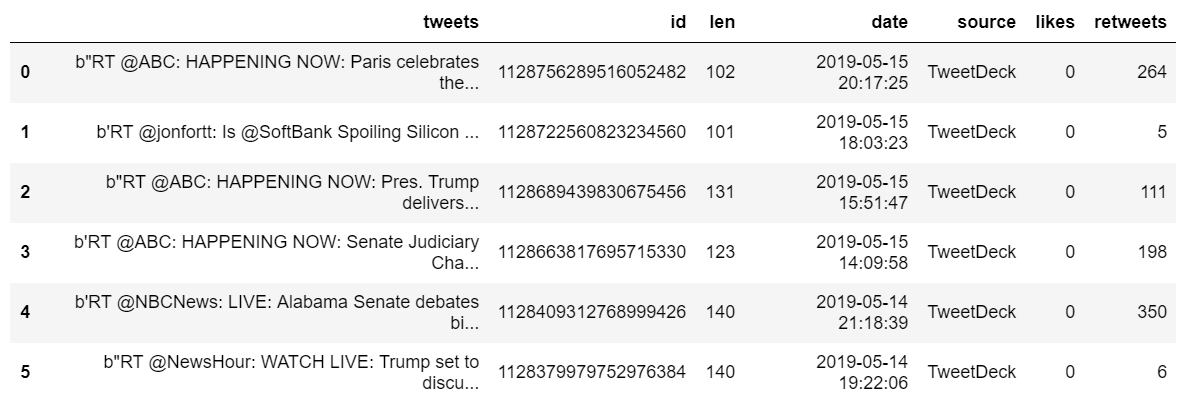 tweets id len date source likes retweets
0 b"RT @ABC: HAPPENING NOW: Paris celebrates the... 1128756289516052482 102 2019-05-15 20:17:25 TweetDeck 0 264
1 b'RT @jonfortt: Is @SoftBank Spoiling Silicon ... 1128722560823234560 101 2019-05-15 18:03:23 TweetDeck 0 5
2 b"RT @ABC: HAPPENING NOW: Pres. Trump delivers... 1128689439830675456 131 2019-05-15 15:51:47 TweetDeck 0 111
3 b'RT @ABC: HAPPENING NOW: Senate Judiciary Cha... 1128663817695715330 123 2019-05-15 14:09:58 TweetDeck 0 198
4 b'RT @NBCNews: LIVE: Alabama Senate debates bi... 1128409312768999426 140 2019-05-14 21:18:39 TweetDeck 0 350
5 b"RT @NewsHour: WATCH LIVE: Trump set to discu... 1128379979752976384 140 2019-05-14 19:22:06 TweetDeck 0 6